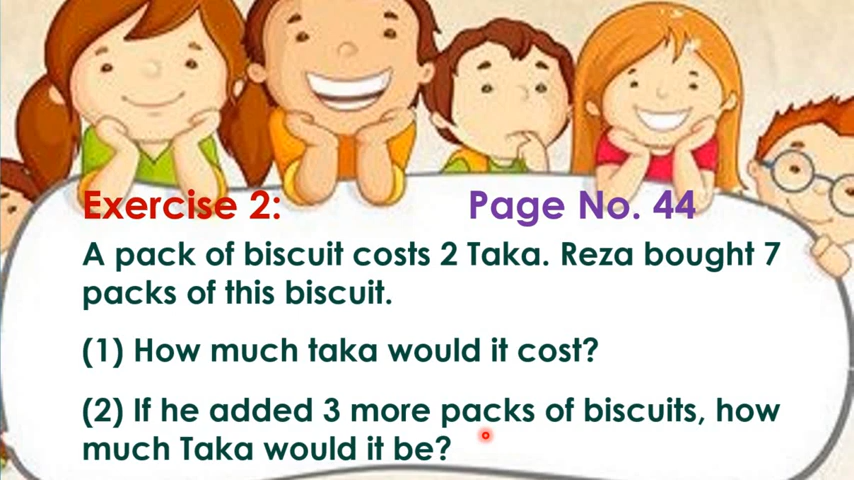 Exercise 2: Page No. 44
A pack of biscuit costs 2 Taka. Reza bought 7
packs of this biscuit.
(1) How much taka would it cost?
(2) If he added 3 more packs of biscuits, how
much Taka would it be?